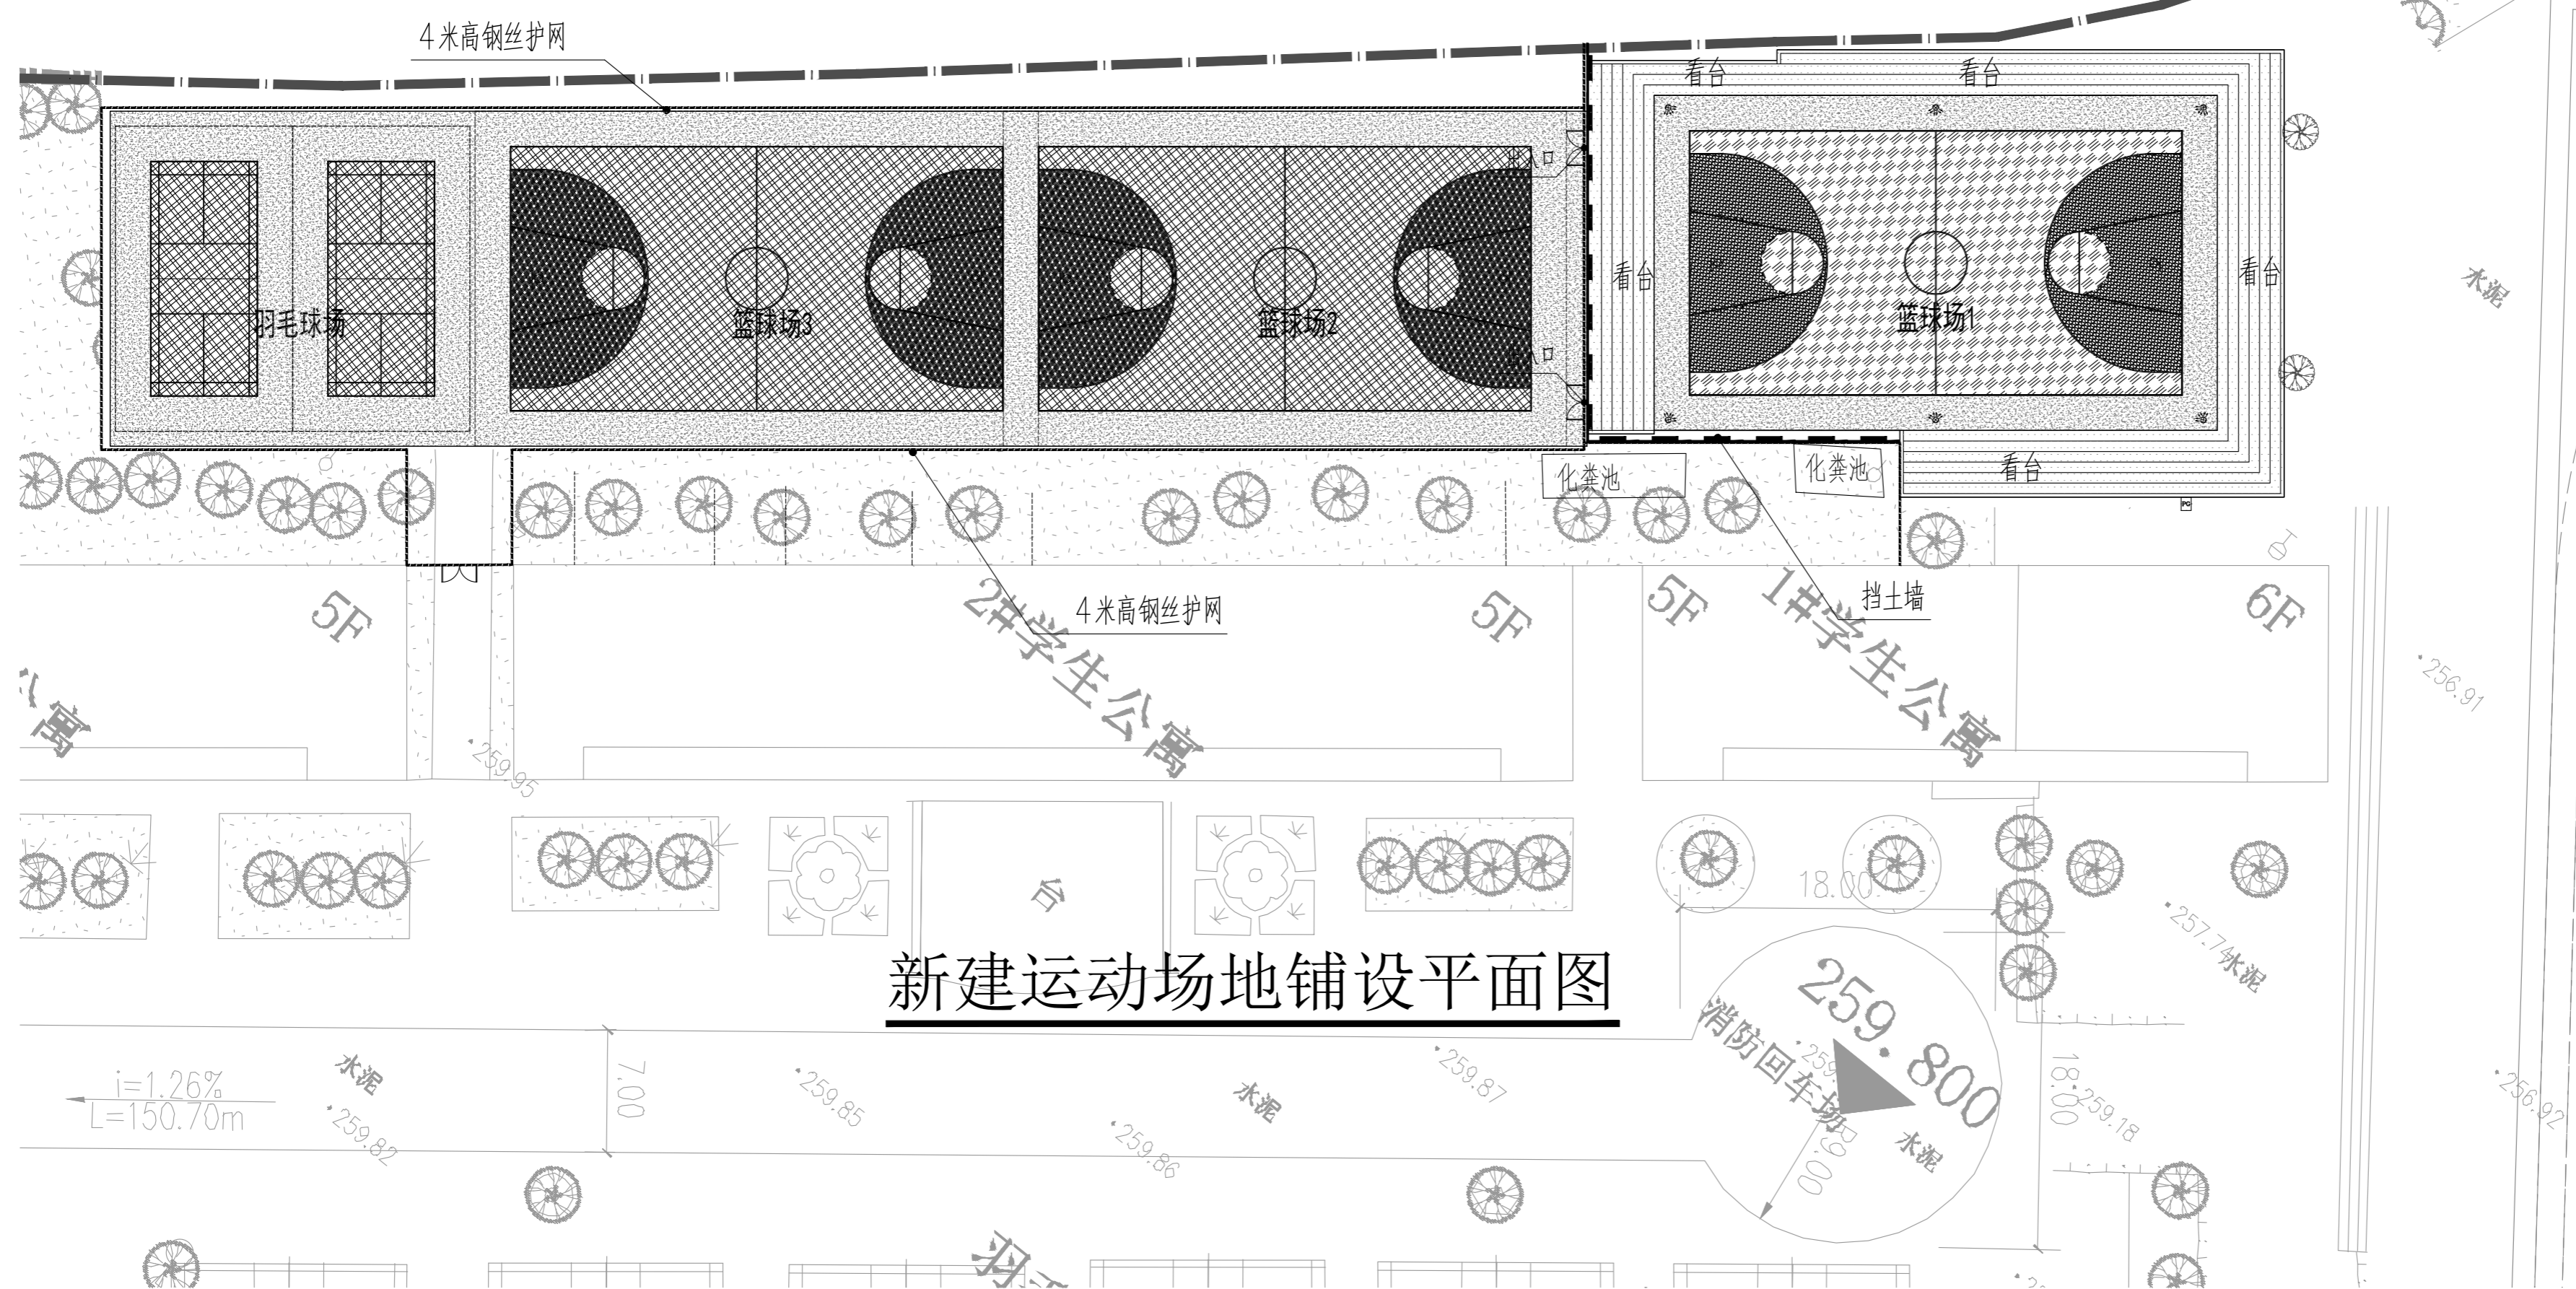 4米高钢丝护网
看台
看台
出入口
水泥
看台
看台
羽毛球场
篮球场3
篮球场2
篮球场1
入口
化粪池
化粪池
看台
PG
5F
2#学生公寓
4米高钢丝护网
5F
5F
1#学生公寓
挡土墙
6F
256.91
公寓
259.95
台
18.00
257.74
水泥
新建运动场地铺设平面图
259.800
消防回车场
i=1.26%
L=150.70m
水泥
259.82
7.00
259.85
水泥
259.86
259.87
R9.00
水泥
18.00
259.18
256.92
羽